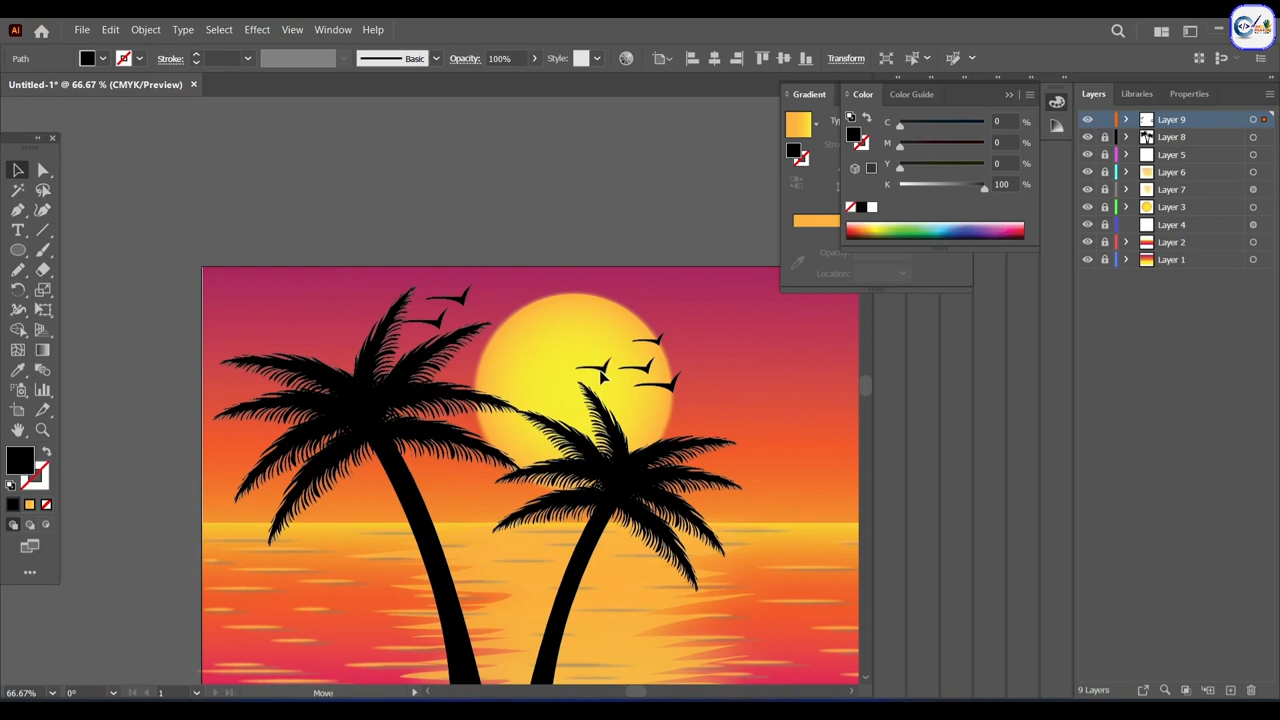 Ai File Edit Object Type Select Effect View Window Help
Path Stroke: Basic Opacity: 100% Style: Transform
Untitled-1* @ 66.67 % (CMYK/Preview)
Gradient Color Color Guide
Layers Libraries Properties
C 0 %
M 0 %
Y 0 %
K 100 %
Opacity:
Location:
Layer 9
Layer 8
Layer 5
Layer 6
Layer 7
Layer 3
Layer 4
Layer 2
Layer 1
66.67% 0° 1 Move
9 Layers